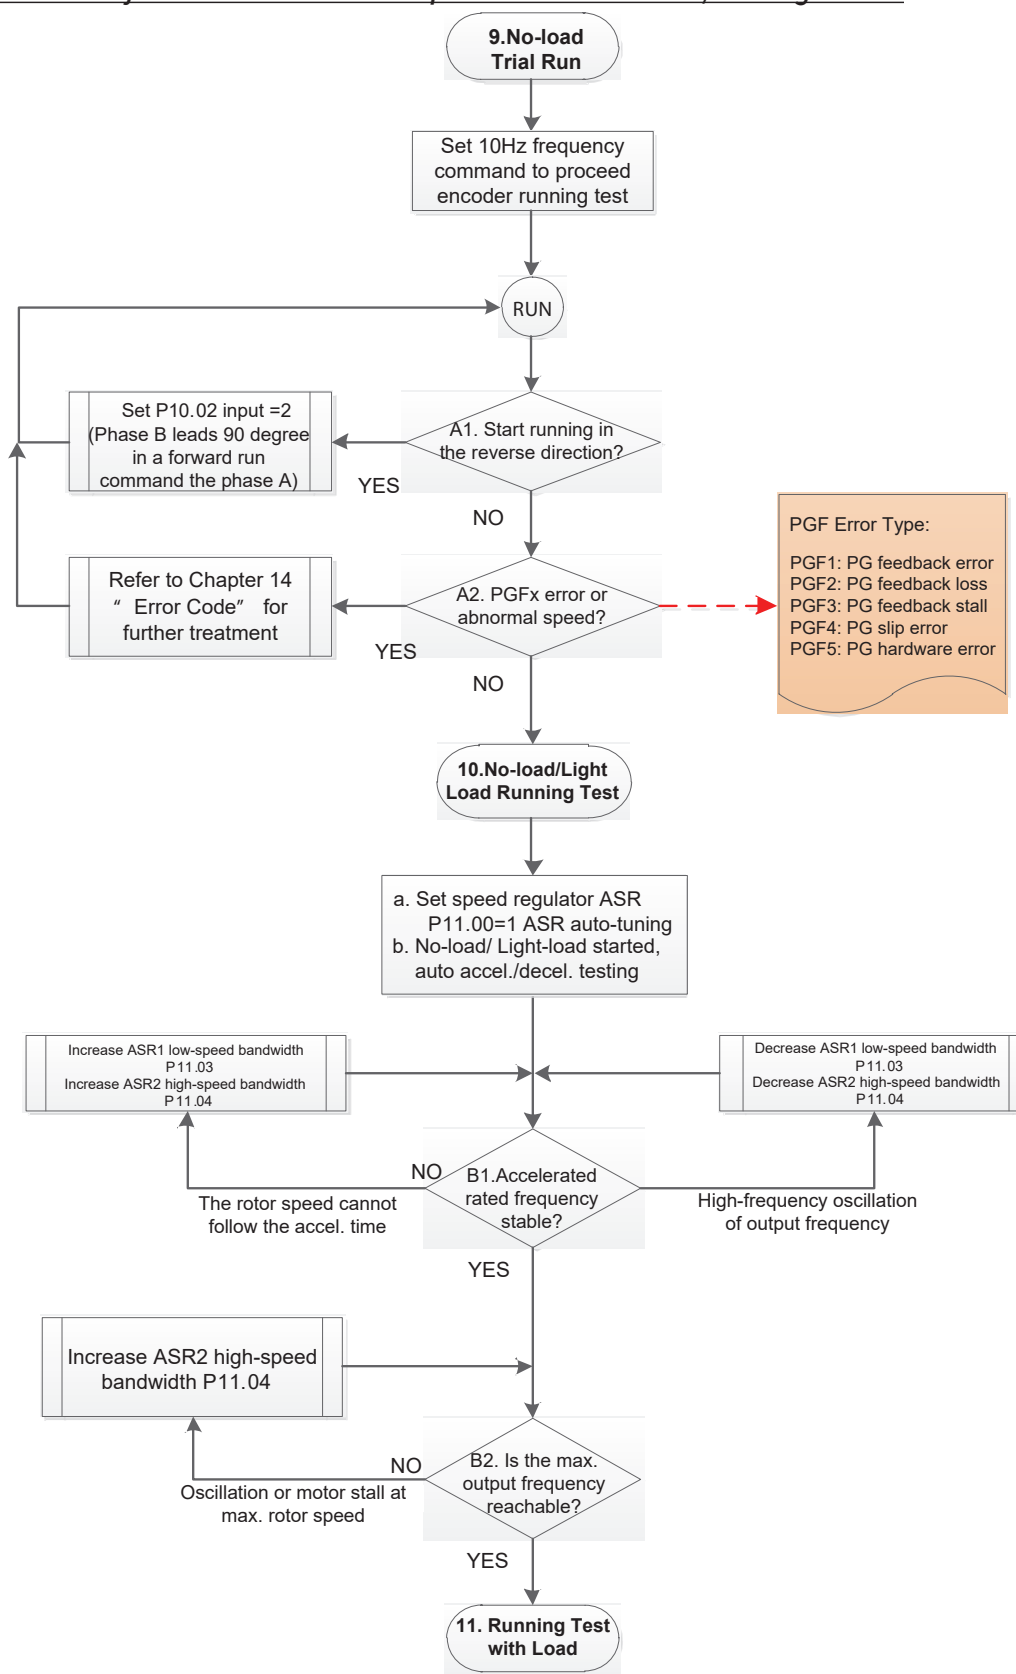 9.No-load
Trial Run
Set 10Hz frequency
command to proceed
encoder running test
RUN
Set P10.02 input =2
(Phase B leads 90 degree
in a forward run
command the phase A)
A1. Start running in
the reverse direction?
YES
NO
PGF Error Type:
PGF1: PG feedback error
PGF2: PG feedback loss
PGF3: PG feedback stall
PGF4: PG slip error
PGF5: PG hardware error
Refer to Chapter 14
“ Error Code” for
further treatment
A2. PGFx error or
abnormal speed?
YES
NO
10.No-load/Light
Load Running Test
a. Set speed regulator ASR
P11.00=1 ASR auto-tuning
b. No-load/ Light-load started,
auto accel./decel. testing
Increase ASR1 low-speed bandwidth
P11.03
Increase ASR2 high-speed bandwidth
P11.04
Decrease ASR1 low-speed bandwidth
P11.03
Decrease ASR2 high-speed bandwidth
P11.04
NO
B1.Accelerated
rated frequency
stable?
The rotor speed cannot
follow the accel. time
High-frequency oscillation
of output frequency
YES
Increase ASR2 high-speed
bandwidth P11.04
NO
B2. Is the max.
output frequency
reachable?
Oscillation or motor stall at
max. rotor speed
YES
11. Running Test
with Load